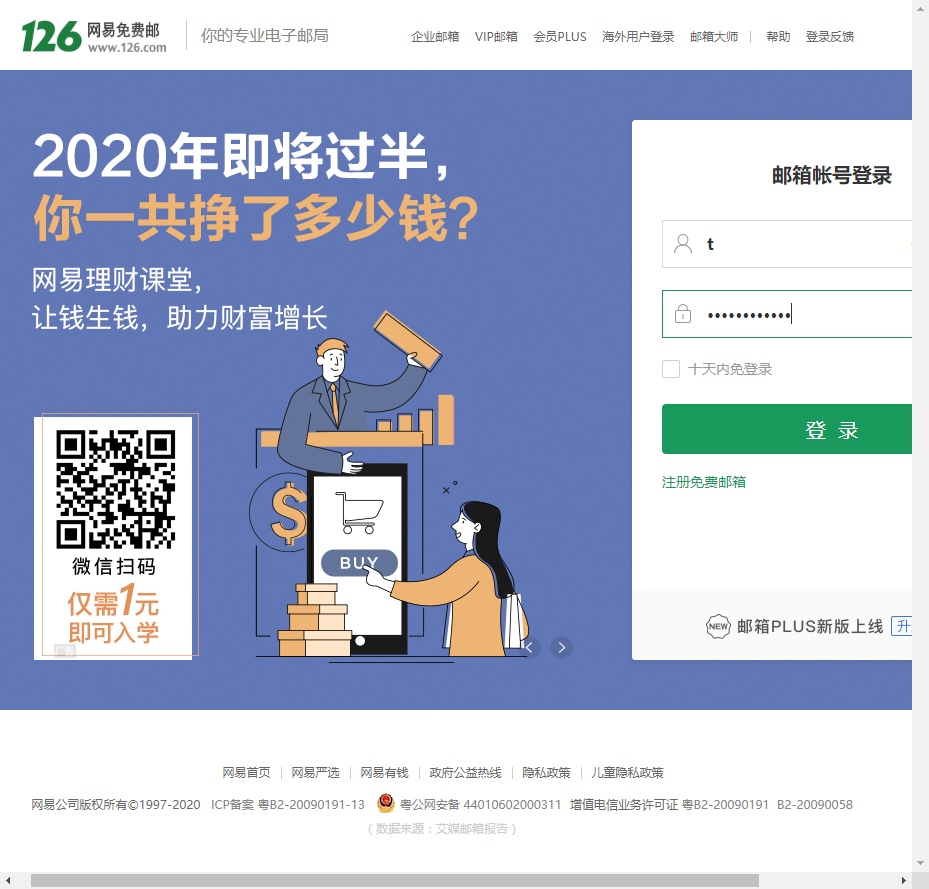 126 网易免费邮
www.126.com
你的专业电子邮局
企业邮箱 VIP邮箱 会员PLUS 海外用户登录 邮箱大师 | 帮助 登录反馈
2020年即将过半，
你一共挣了多少钱?
网易理财课堂，
让钱生钱，助力财富增长
BUY
微信扫码
仅需1元
即可入学
广告
邮箱帐号登录
t
••••••••••••
十天内免登录
登 录
注册免费邮箱
NEW 邮箱PLUS新版上线 升
网易首页 | 网易严选 | 网易有钱 | 政府公益热线 | 隐私政策 | 儿童隐私政策
网易公司版权所有©1997-2020 ICP备案 粤B2-20090191-13 粤公网安备 44010602000311 增值电信业务许可证 粤B2-20090191 B2-20090058
( 数据来源：艾媒邮箱报告 )